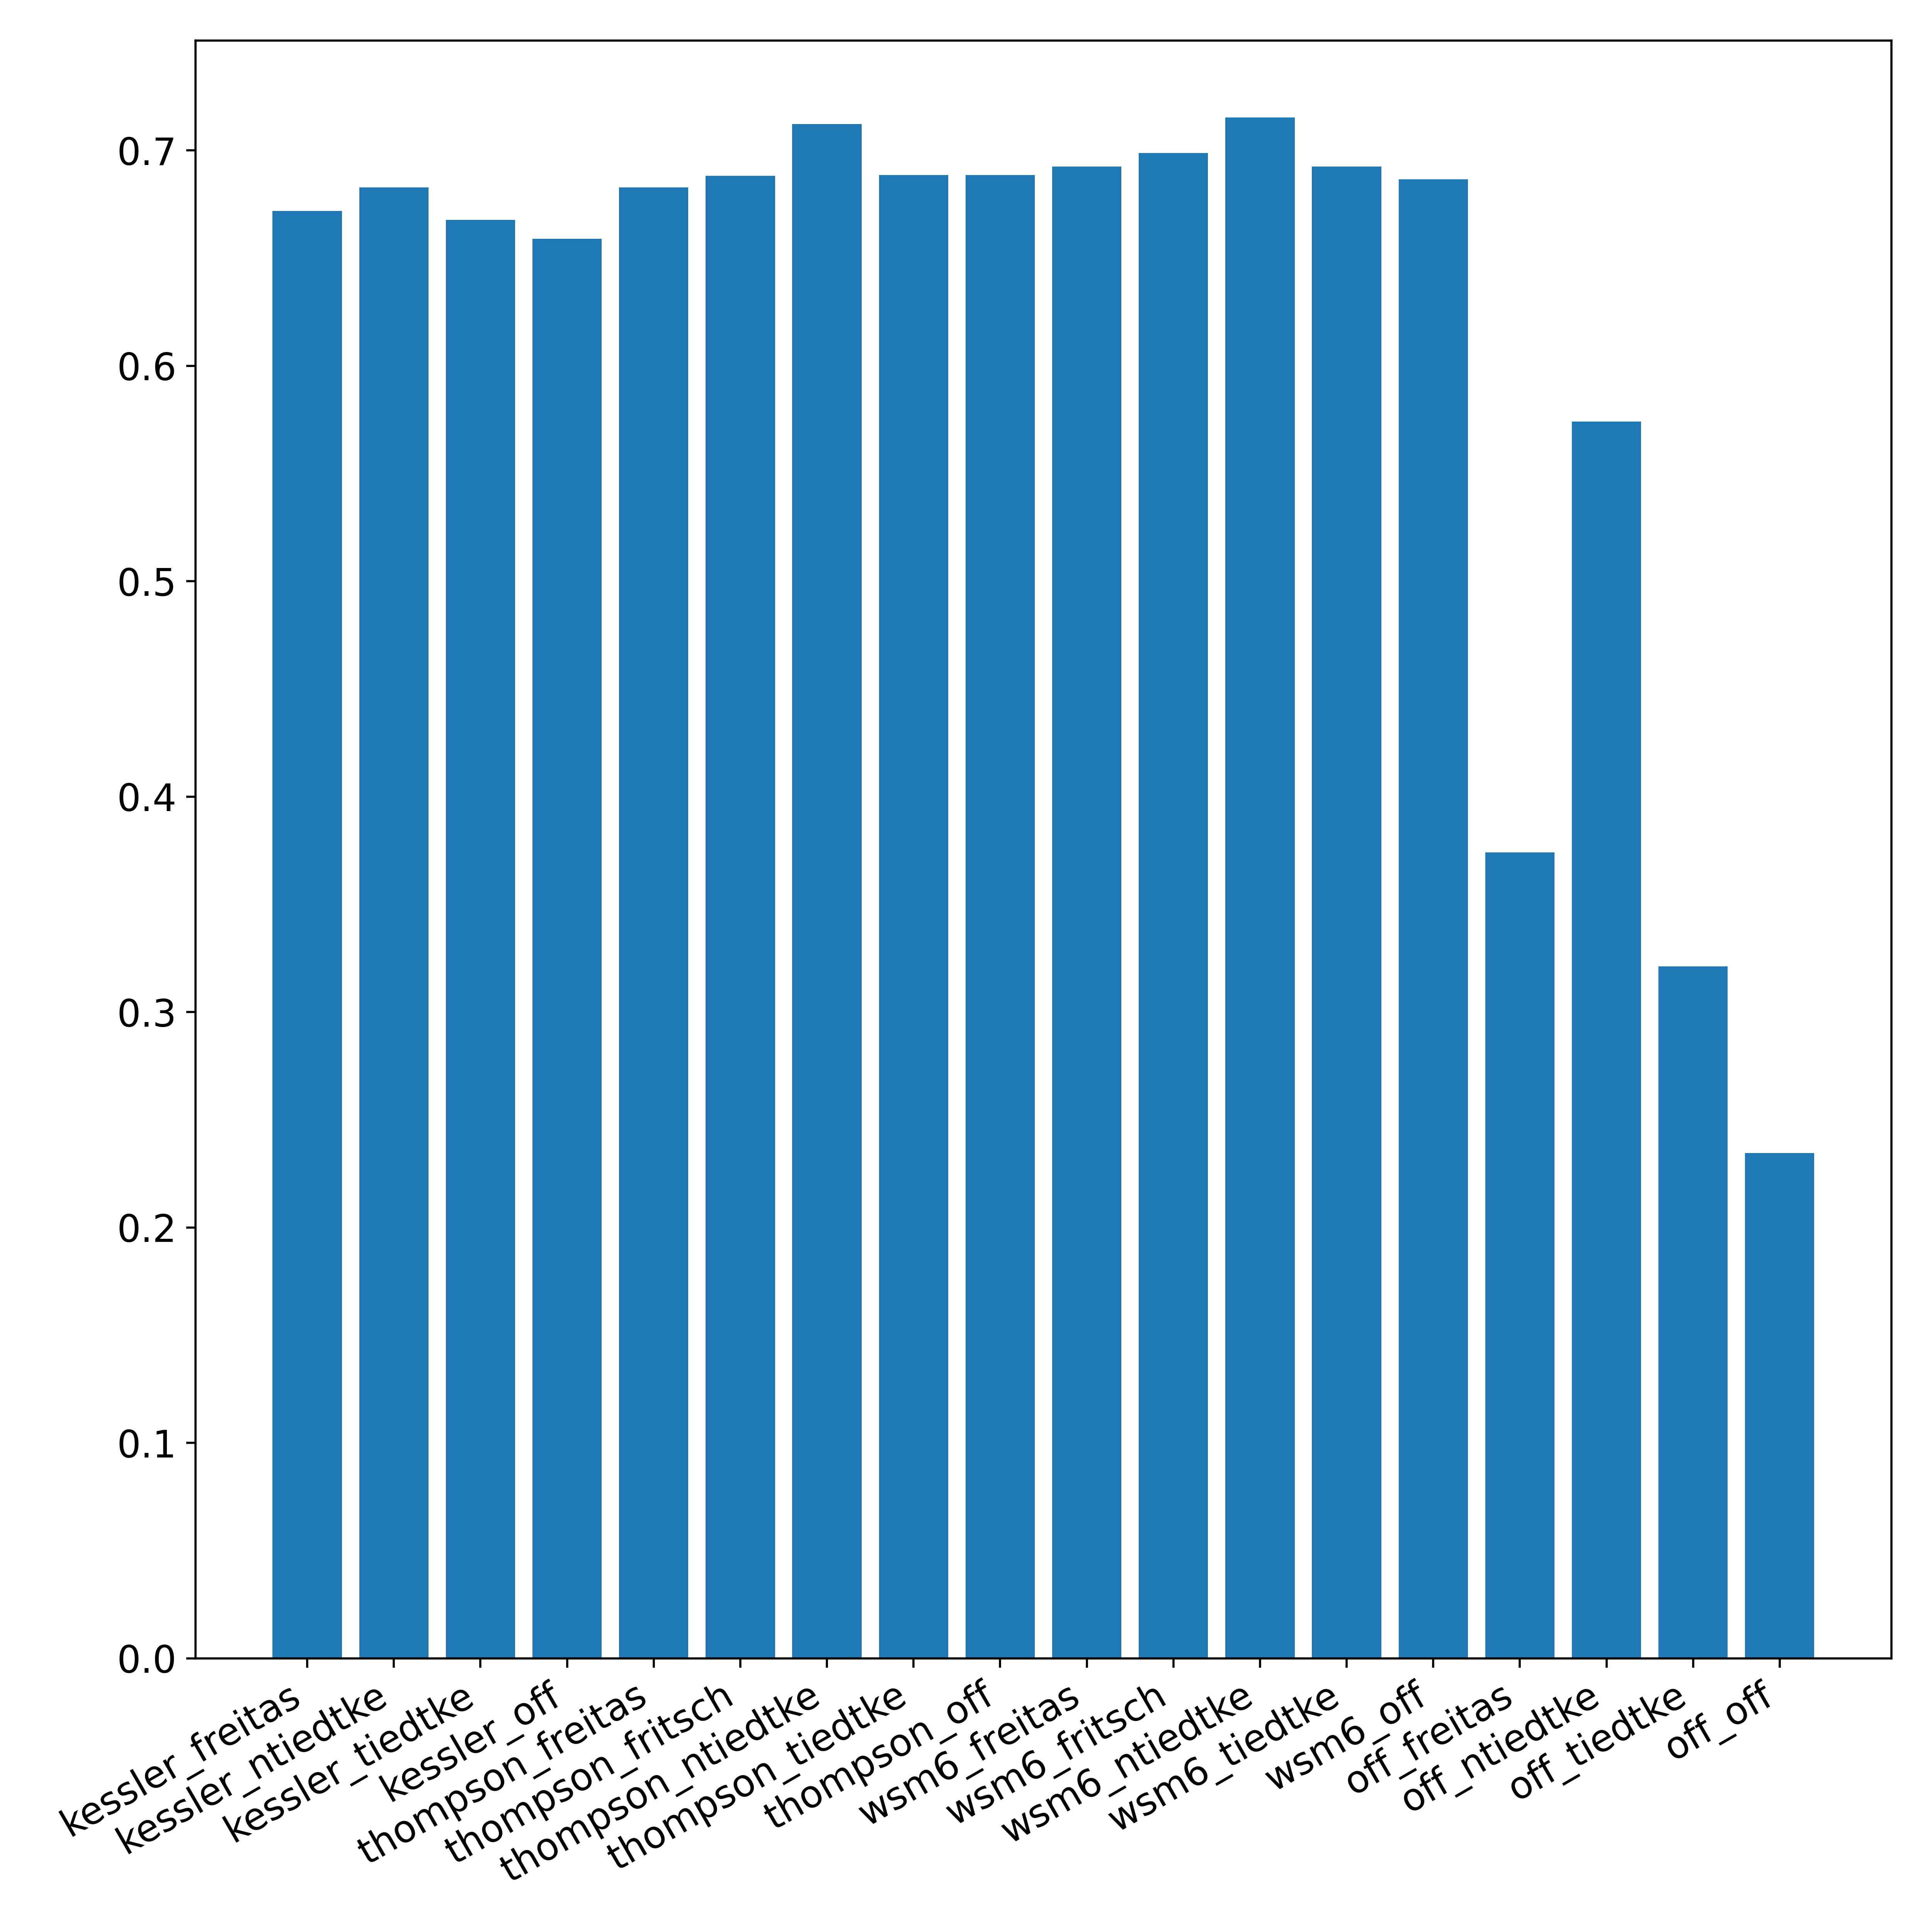 0.7
0.6
0.5
0.4
0.3
0.2
0.1
0.0
kessler_freitas
kessler_ntiedtke
kessler_tiedtke
kessler_off
thompson_freitas
thompson_fritsch
thompson_ntiedtke
thompson_tiedtke
thompson_off
wsm6_freitas
wsm6_fritsch
wsm6_ntiedtke
wsm6_tiedtke
wsm6_off
off_freitas
off_ntiedtke
off_tiedtke
off_off